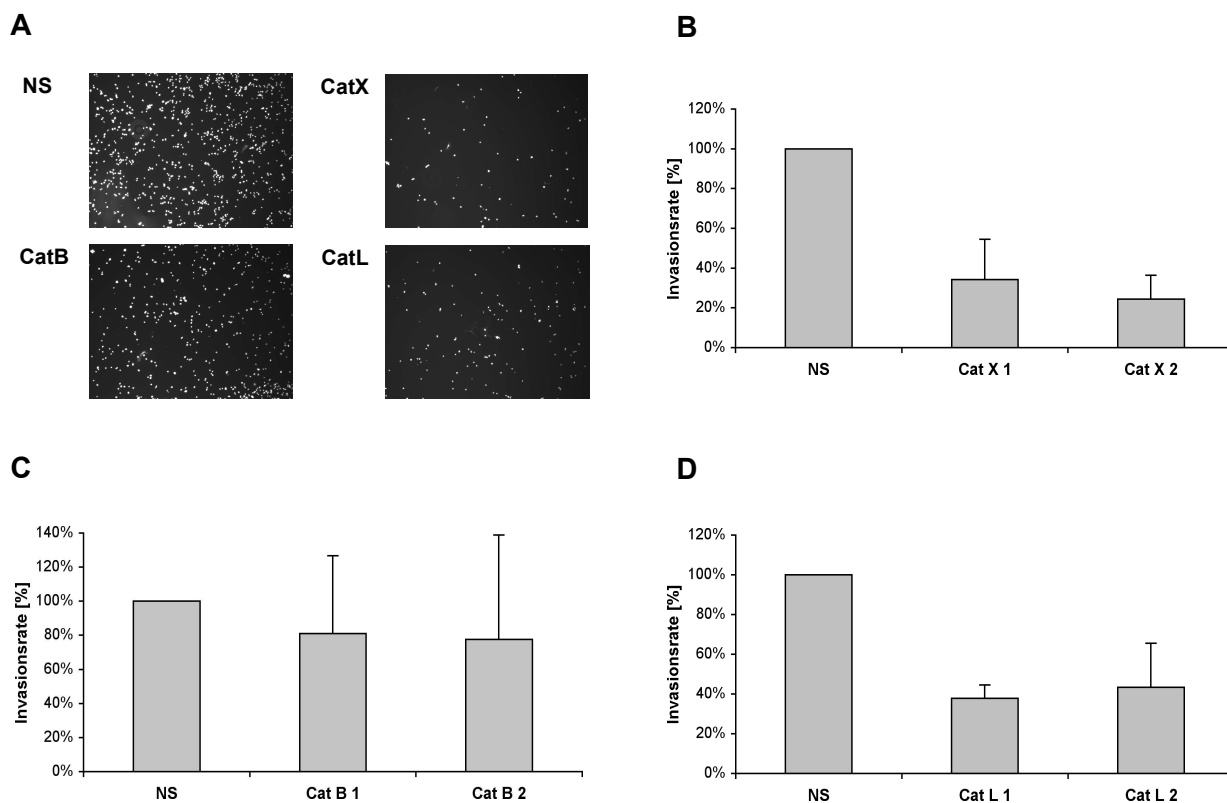 A
NS
CatX
CatB
CatL
B
120%
100%
80%
60%
40%
20%
0%
Invasionsrate [%]
NS
Cat X 1
Cat X 2
C
140%
120%
100%
80%
60%
40%
20%
0%
Invasionsrate [%]
NS
Cat B 1
Cat B 2
D
120%
100%
80%
60%
40%
20%
0%
Invasionsrate [%]
NS
Cat L 1
Cat L 2